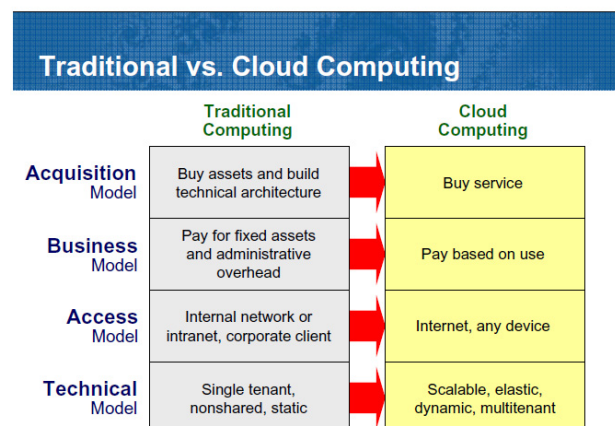 Traditional vs. Cloud Computing
Traditional
Computing
Cloud
Computing
Acquisition
Model
Buy assets and build
technical architecture
Buy service
Business
Model
Pay for fixed assets
and administrative
overhead
Pay based on use
Access
Model
Internal network or
intranet, corporate client
Internet, any device
Technical
Model
Single tenant,
nonshared, static
Scalable, elastic,
dynamic, multitenant